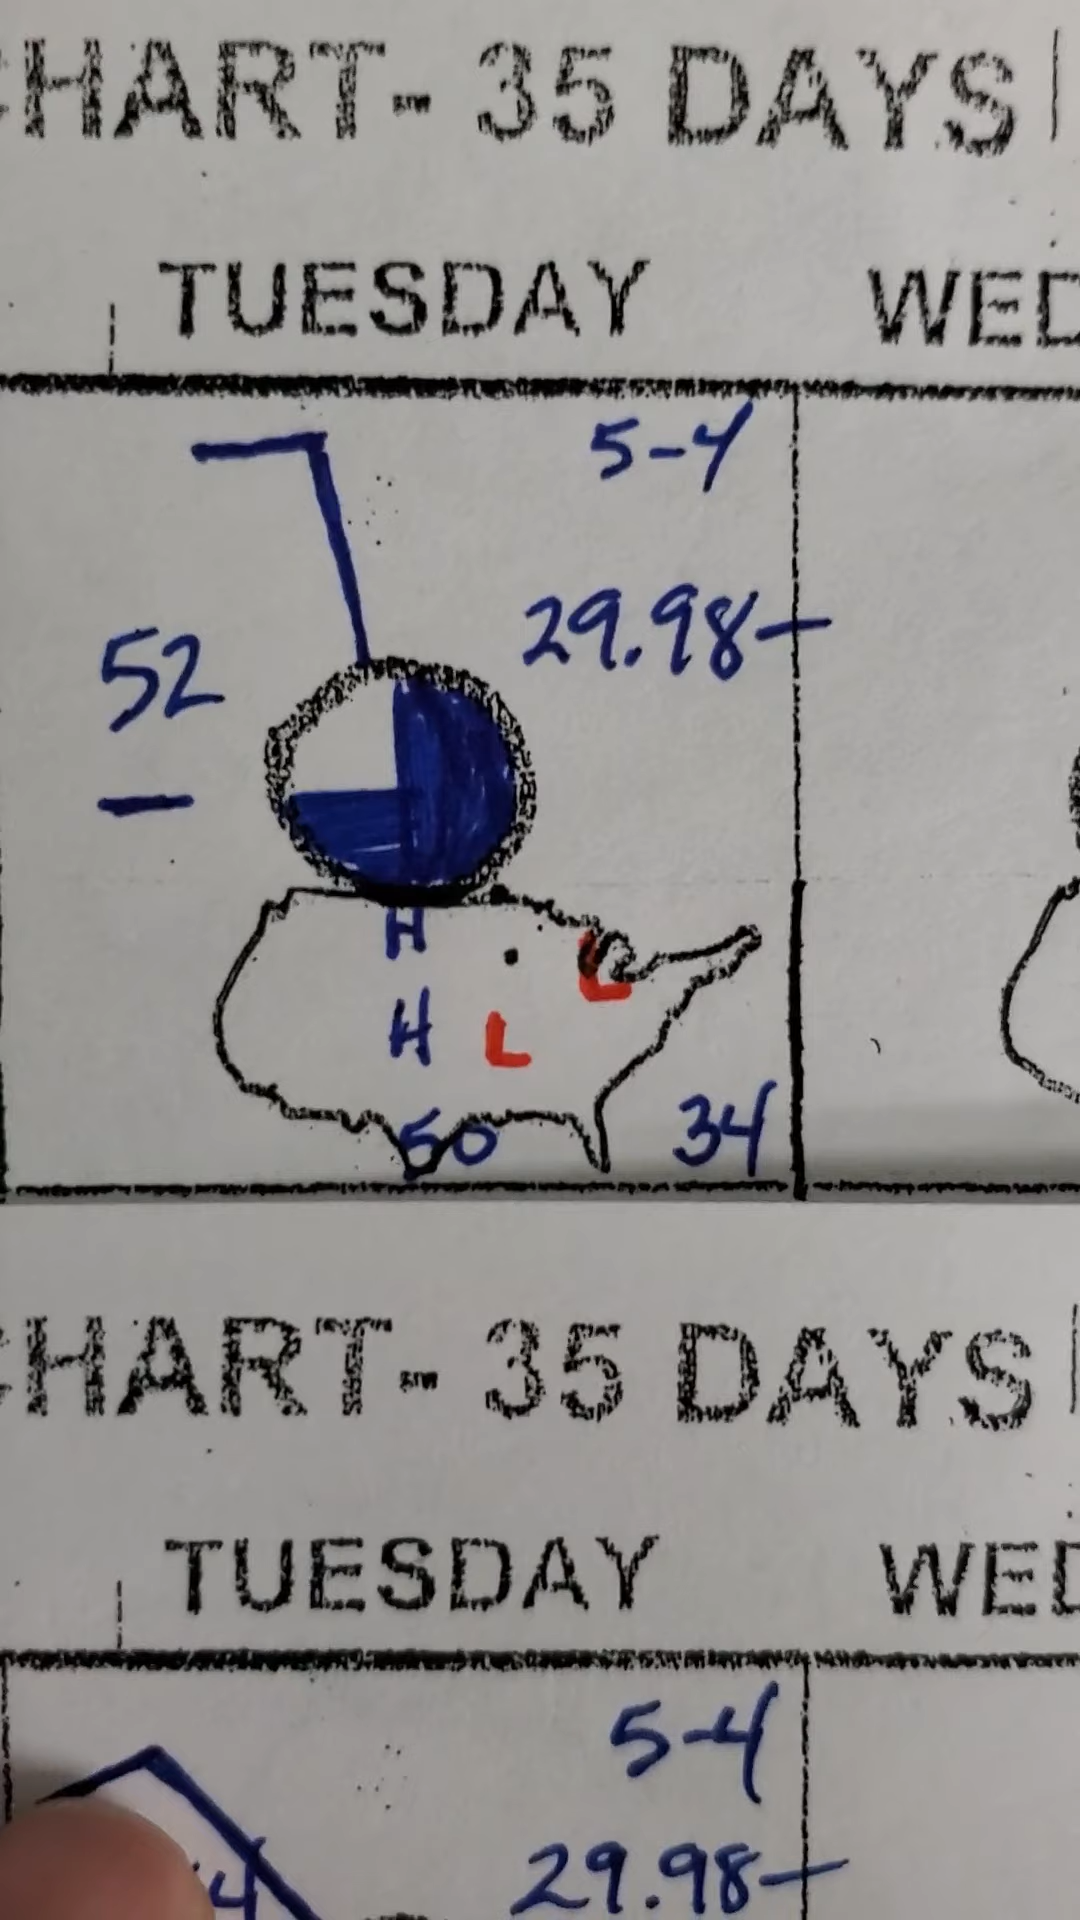 HART- 35 DAYS
TUESDAY WED
5-4
29.98-
52
-
H
L
H
L
50 34
HART- 35 DAYS
TUESDAY WED
5-4
29.98-